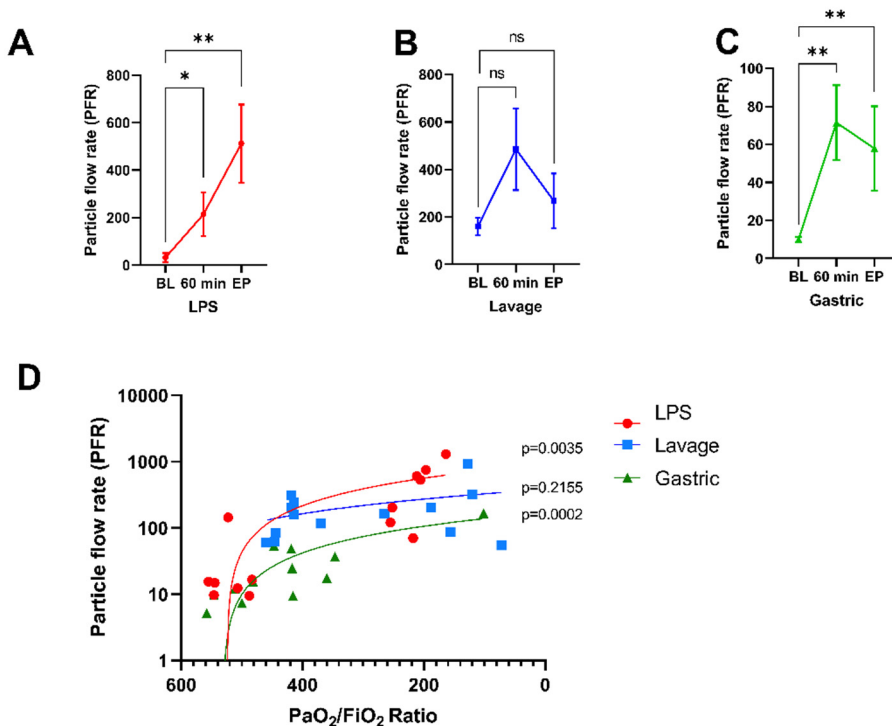 A
**
*
Particle flow rate (PFR)
800
600
400
200
0
BL 60 min EP
LPS
B
ns
ns
Particle flow rate (PFR)
800
600
400
200
0
BL 60 min EP
Lavage
C
**
**
Particle flow rate (PFR)
100
80
60
40
20
0
BL 60 min EP
Gastric
D
Particle flow rate (PFR)
10000
1000
100
10
1
600 400 200 0
PaO₂/FiO₂ Ratio
p=0.0035
p=0.2155
p=0.0002
LPS
Lavage
Gastric